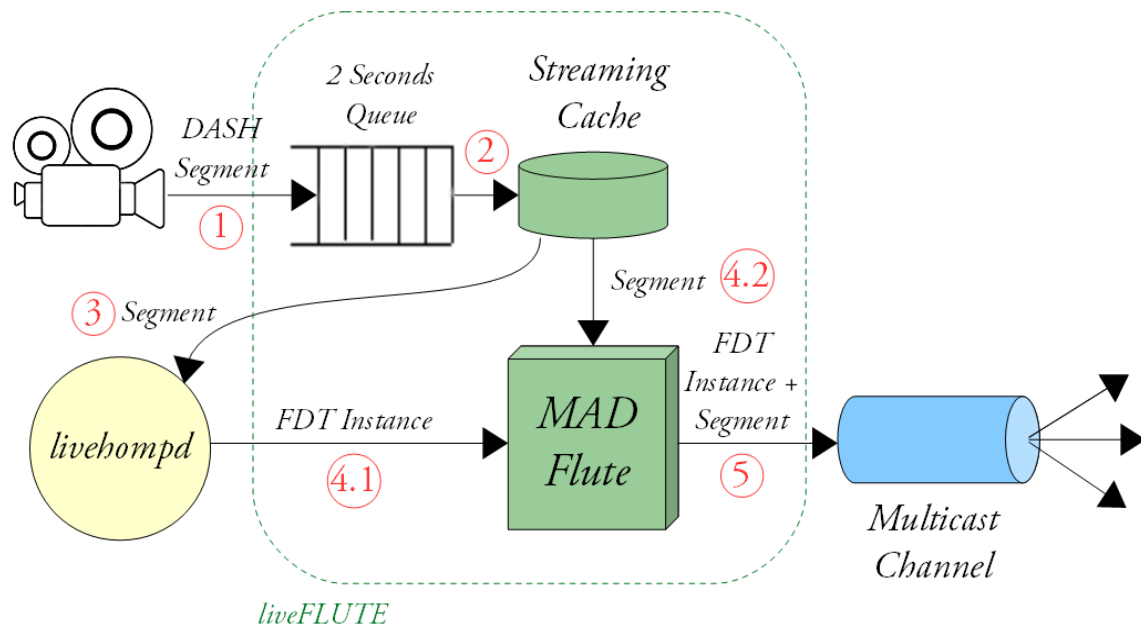 2 Seconds
Queue
Streaming
Cache
DASH
Segment
1
2
3
Segment
Segment
4.2
livehompd
FDT Instance
4.1
MAD
Flute
FDT
Instance +
Segment
5
Multicast
Channel
liveFLUTE